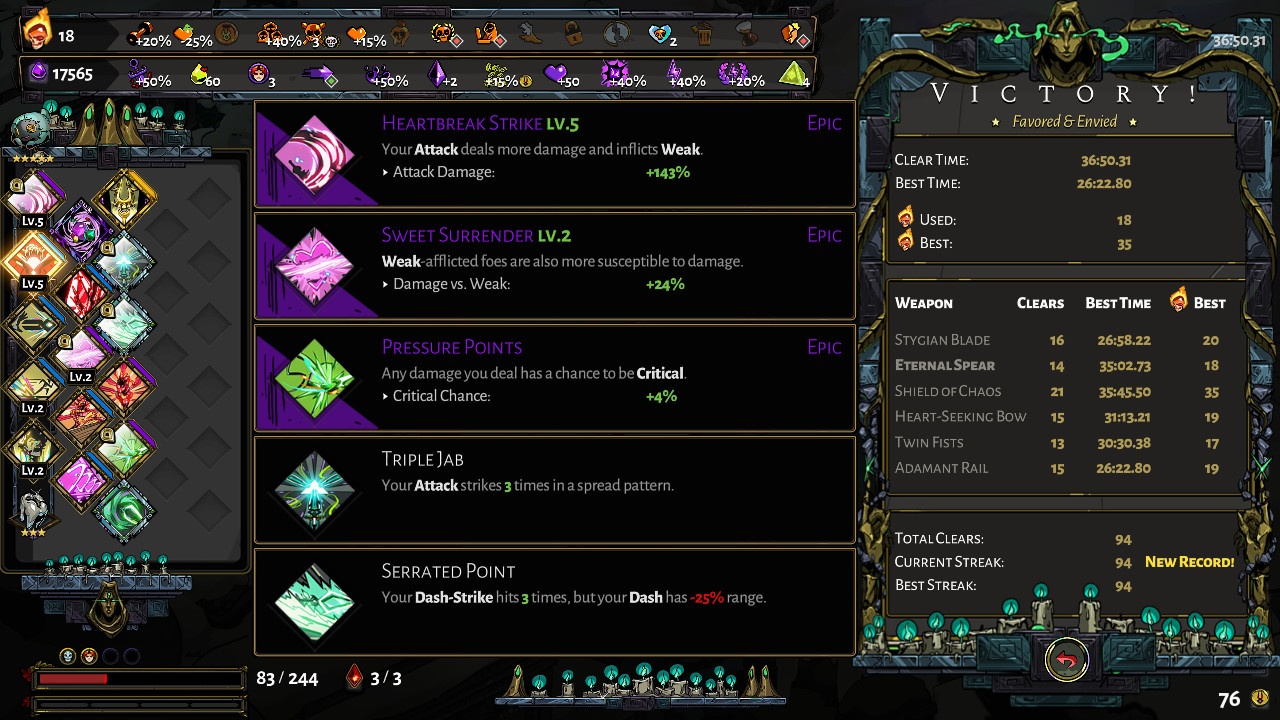 18
+20%
-25%
+40%
3
+15%
2
36:50.31
17565
+50%
60
3
+50%
+2
+15%
+50
+40%
+40%
+20%
4
VICTORY!
Favored & Envied
CLEAR TIME: 36:50.31
BEST TIME: 26:22.80
USED: 18
BEST: 35
WEAPON CLEARS BEST TIME BEST
STYGIAN BLADE 16 26:58.22 20
ETERNAL SPEAR 14 35:02.73 18
SHIELD OF CHAOS 21 35:45.50 35
HEART-SEEKING BOW 15 31:13.21 19
TWIN FISTS 13 30:30.38 17
ADAMANT RAIL 15 26:22.80 19
TOTAL CLEARS: 94
CURRENT STREAK: 94 NEW RECORD!
BEST STREAK: 94
76
Lv.5
Lv.5
Lv.2
Lv.2
Lv.2
HEARTBREAK STRIKE LV.5 EPIC
Your Attack deals more damage and inflicts Weak.
Attack Damage: +143%
SWEET SURRENDER LV.2 EPIC
Weak-afflicted foes are also more susceptible to damage.
Damage vs. Weak: +24%
PRESSURE POINTS EPIC
Any damage you deal has a chance to be Critical.
Critical Chance: +4%
TRIPLE JAB
Your Attack strikes 3 times in a spread pattern.
SERRATED POINT
Your Dash-Strike hits 3 times, but your Dash has -25% range.
83 / 244
3 / 3